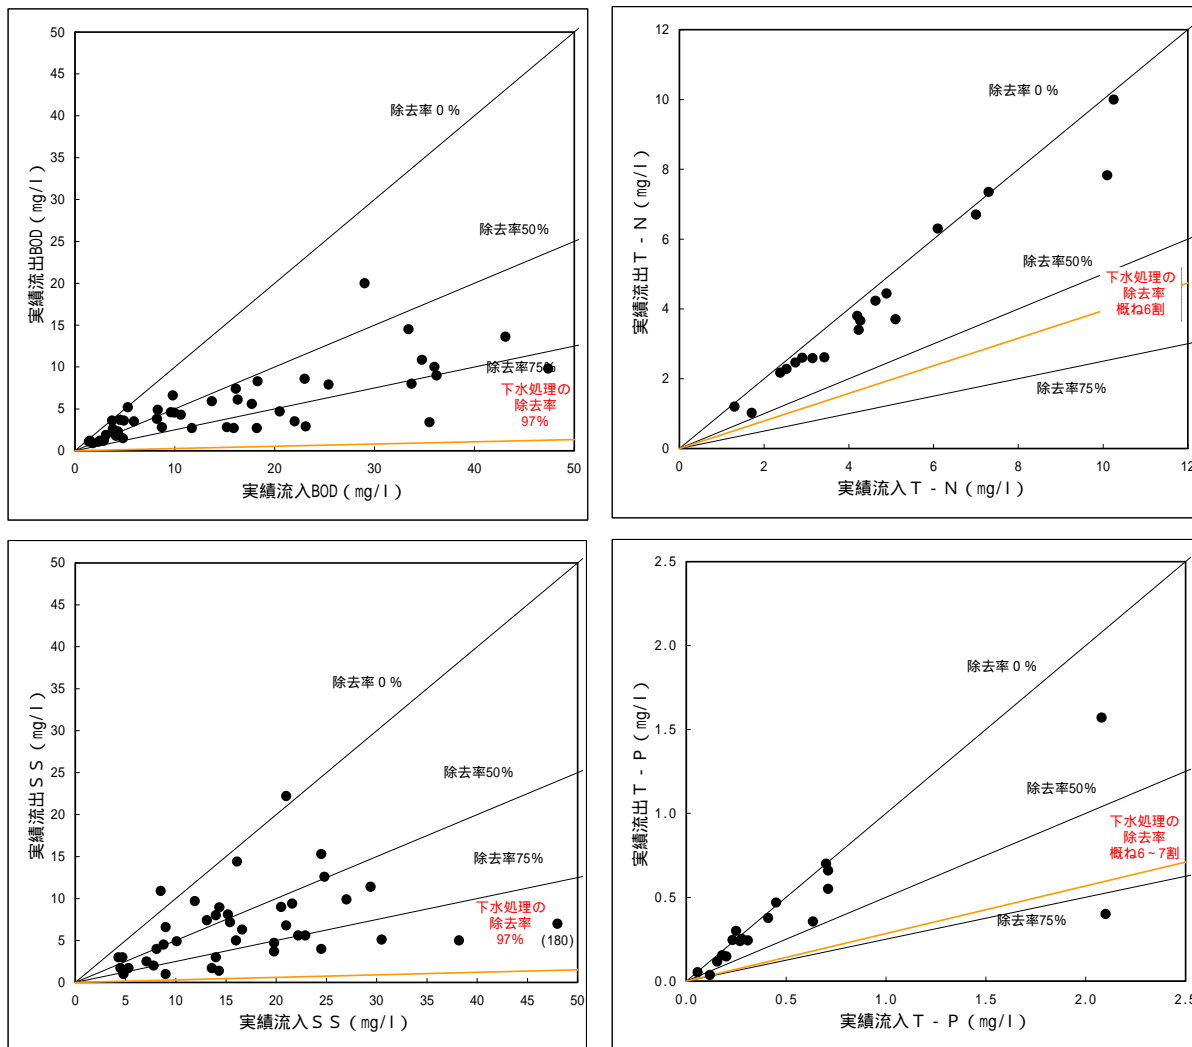 50
40
30
20
10
5
0
0
10
20
30
40
50
実績流出BOD(mg/l)
実績流入BOD(mg/l)
除去率0%
除去率50%
除去率75%
下水処理の
除去率
97%
12
10
8
6
4
2
0
0
2
4
6
8
10
12
実績流出T-N(mg/l)
実績流入T-N(mg/l)
除去率0%
除去率50%
下水処理の
除去率
概ね6割
除去率75%
50
45
40
35
30
25
20
15
10
5
0
0
5
10
15
20
25
30
35
40
45
50
実績流出SS(mg/l)
実績流入SS(mg/l)
除去率0%
除去率50%
除去率75%
下水処理の
除去率
97%
(180)
2.5
2.0
1.5
1.0
0.5
0.0
0.0
0.5
1.0
1.5
2.0
2.5
実績流出T-P(mg/l)
実績流入T-P(mg/l)
除去率0%
除去率50%
下水処理の
除去率
概ね6~7割
除去率75%